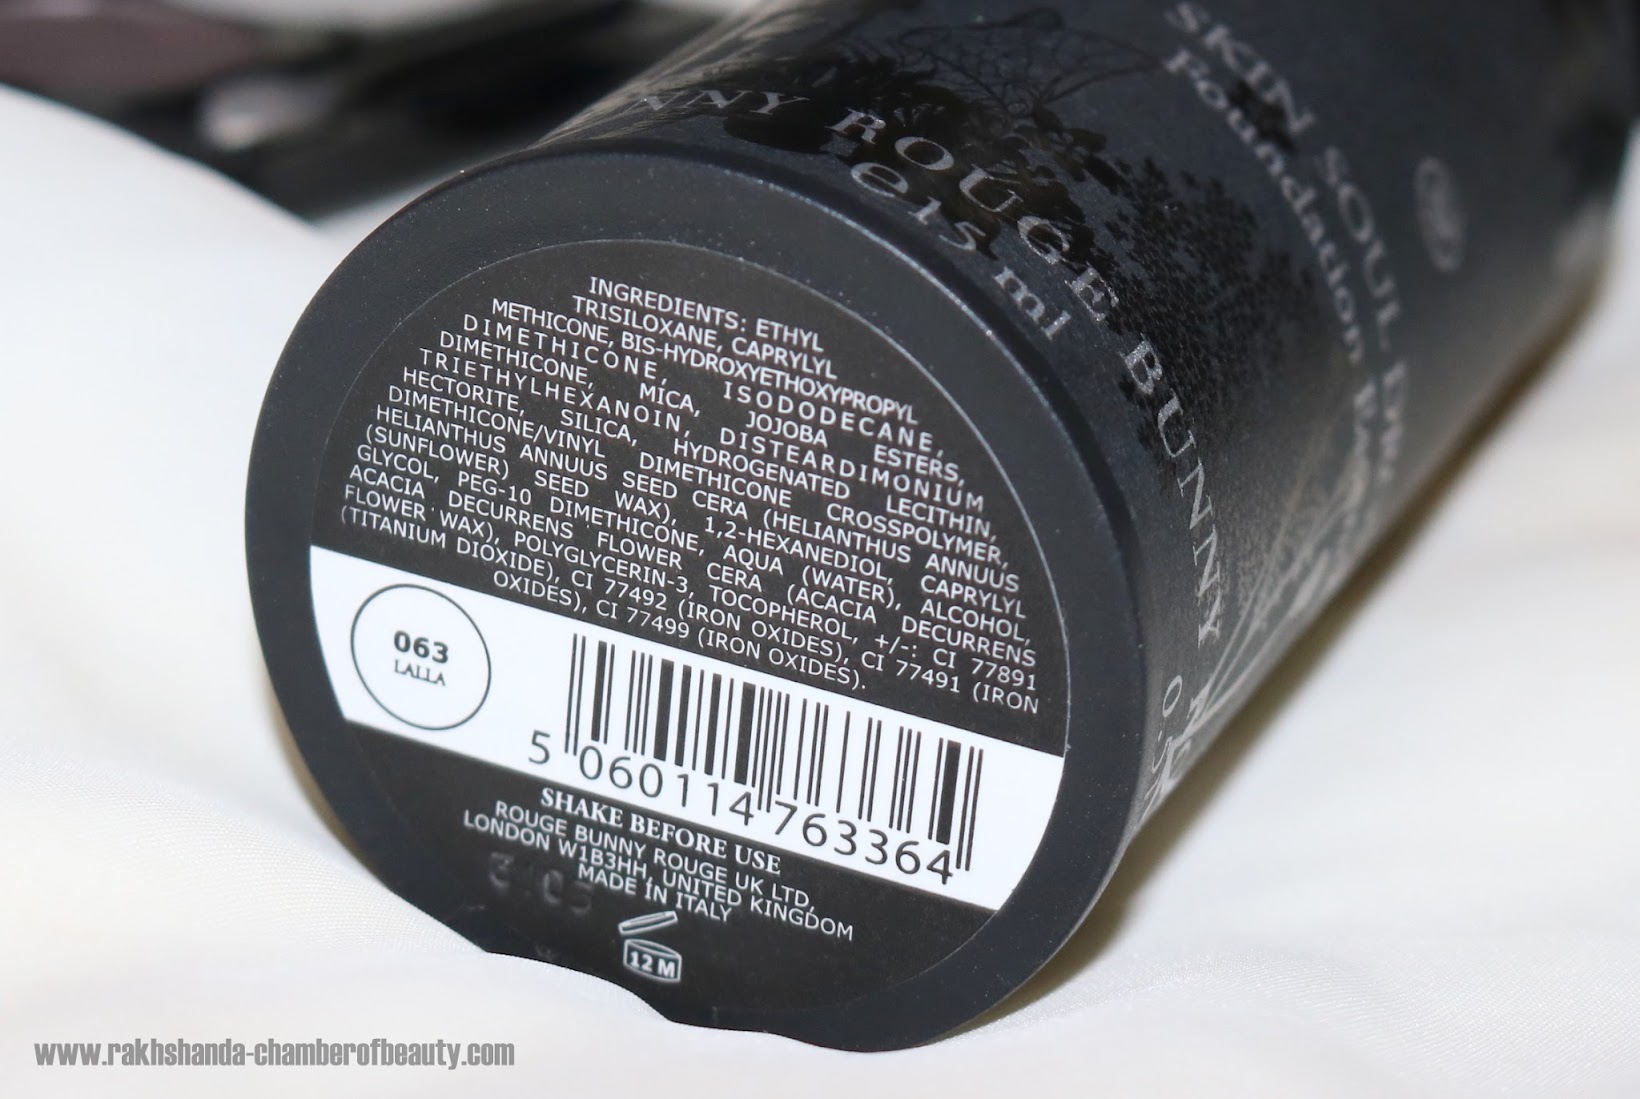 INGREDIENTS: ETHYL
TRISILOXANE, CAPRYLYL
METHICONE, BIS-HYDROXYETHOXYPROPYL
DIMETHICONE, ISODODECANE,
DIMETHICONE, MICA, JOJOBA ESTERS,
TRIETHYLHEXANOIN, DISTEARDIMONIUM
HECTORITE, SILICA, HYDROGENATED LECITHIN,
DIMETHICONE/VINYL DIMETHICONE CROSSPOLYMER,
HELIANTHUS ANNUUS SEED CERA (HELIANTHUS ANNUUS
(SUNFLOWER) SEED WAX), 1,2-HEXANEDIOL, CAPRYLYL
GLYCOL, PEG-10 DIMETHICONE, AQUA (WATER), ALCOHOL,
ACACIA DECURRENS FLOWER CERA (ACACIA DECURRENS
FLOWER WAX), POLYGLYCERIN-3, TOCOPHEROL, +/-: CI 77891
(TITANIUM DIOXIDE), CI 77492 (IRON OXIDES), CI 77491 (IRON
OXIDES), CI 77499 (IRON OXIDES).
063
LALLA
5 060114 763364
SHAKE BEFORE USE
ROUGE BUNNY ROUGE UK LTD,
LONDON W1B3HH, UNITED KINGDOM
MADE IN ITALY
12 M
NNY ROUGE BUNNY
e 15 ml
SKIN SOUL
Foundation
www.rakhshanda-chamberofbeauty.com